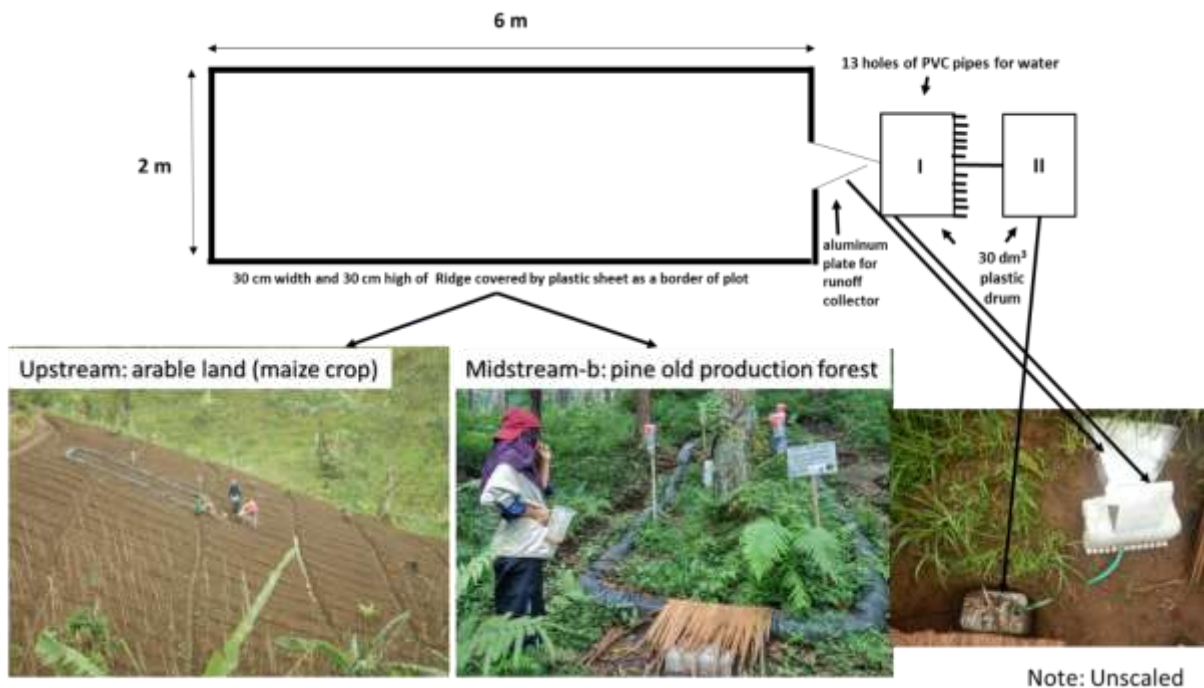 6 m
13 holes of PVC pipes for water
2 m
I
II
aluminum
plate for
runoff
collector
30 dm³
plastic
drum
30 cm width and 30 cm high of Ridge covered by plastic sheet as a border of plot
Upstream: arable land (maize crop)
Midstream-b: pine old production forest
Note: Unscaled